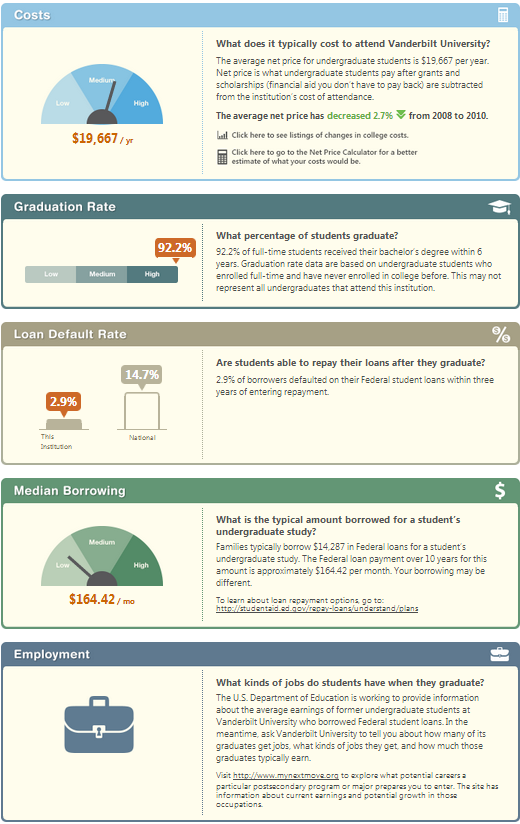 Costs
Low
Medium
High
$19,667 / yr
What does it typically cost to attend Vanderbilt University?
The average net price for undergraduate students is $19,667 per year.
Net price is what undergraduate students pay after grants and
scholarships (financial aid you don't have to pay back) are subtracted
from the institution's cost of attendance.
The average net price has decreased 2.7% from 2008 to 2010.
Click here to see listings of changes in college costs.
Click here to go to the Net Price Calculator for a better
estimate of what your costs would be.
Graduation Rate
92.2%
Low Medium High
What percentage of students graduate?
92.2% of full-time students received their bachelor's degree within 6
years. Graduation rate data are based on undergraduate students who
enrolled full-time and have never enrolled in college before. This may not
represent all undergraduates that attend this institution.
Loan Default Rate
%
14.7%
2.9%
This
Institution
National
Are students able to repay their loans after they graduate?
2.9% of borrowers defaulted on their Federal student loans within three
years of entering repayment.
Median Borrowing
$
Low
Medium
High
$164.42 / mo
What is the typical amount borrowed for a student's
undergraduate study?
Families typically borrow $14,287 in Federal loans for a student's
undergraduate study. The Federal loan payment over 10 years for this
amount is approximately $164.42 per month. Your borrowing may be
different.
To learn about loan repayment options, go to:
http://studentaid.ed.gov/repay-loans/understand/plans
Employment
What kinds of jobs do students have when they graduate?
The U.S. Department of Education is working to provide information
about the average earnings of former undergraduate students at
Vanderbilt University who borrowed Federal student loans. In the
meantime, ask Vanderbilt University to tell you about how many of its
graduates get jobs, what kinds of jobs they get, and how much those
graduates typically earn.
Visit http://www.mynextmove.org to explore what potential careers a
particular postsecondary program or major prepares you to enter. The site has
information about current earnings and potential growth in those
occupations.